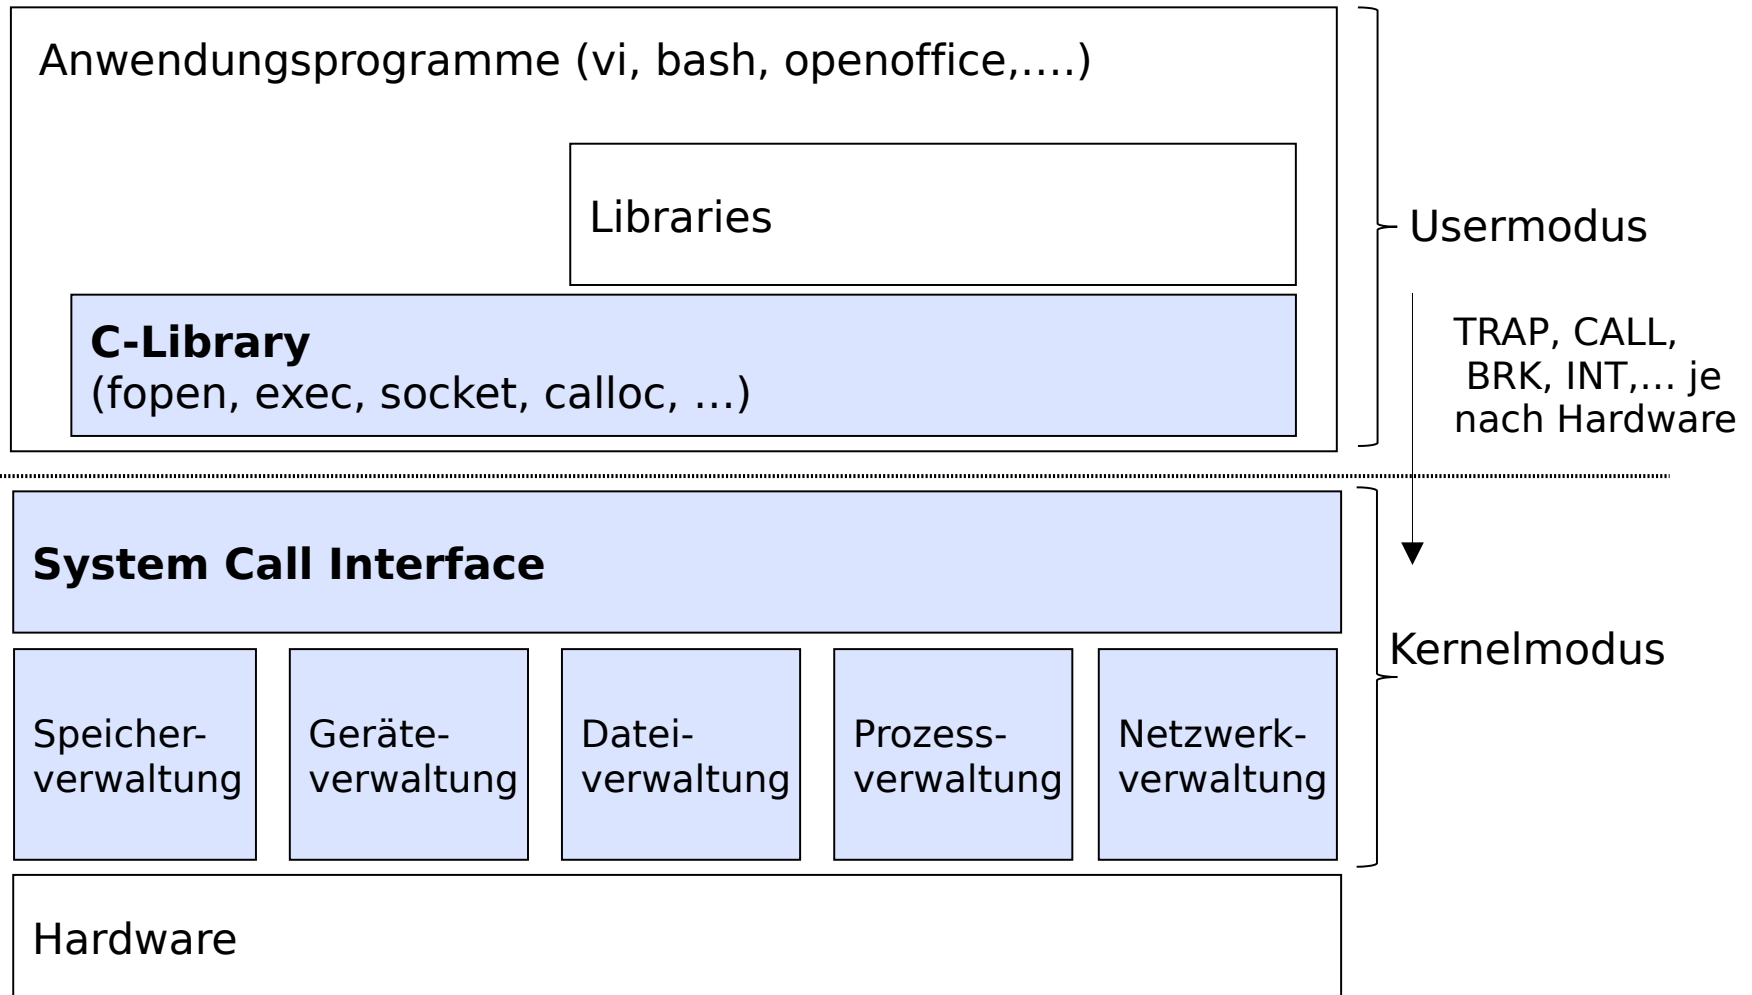 Anwendungsprogramme (vi, bash, openoffice,....)
Libraries
C-Library
(fopen, exec, socket, calloc, ...)
Usermodus
TRAP, CALL,
BRK, INT,... je
nach Hardware
System Call Interface
Kernelmodus
Speicher-
verwaltung
Geräte-
verwaltung
Datei-
verwaltung
Prozess-
verwaltung
Netzwerk-
verwaltung
Hardware